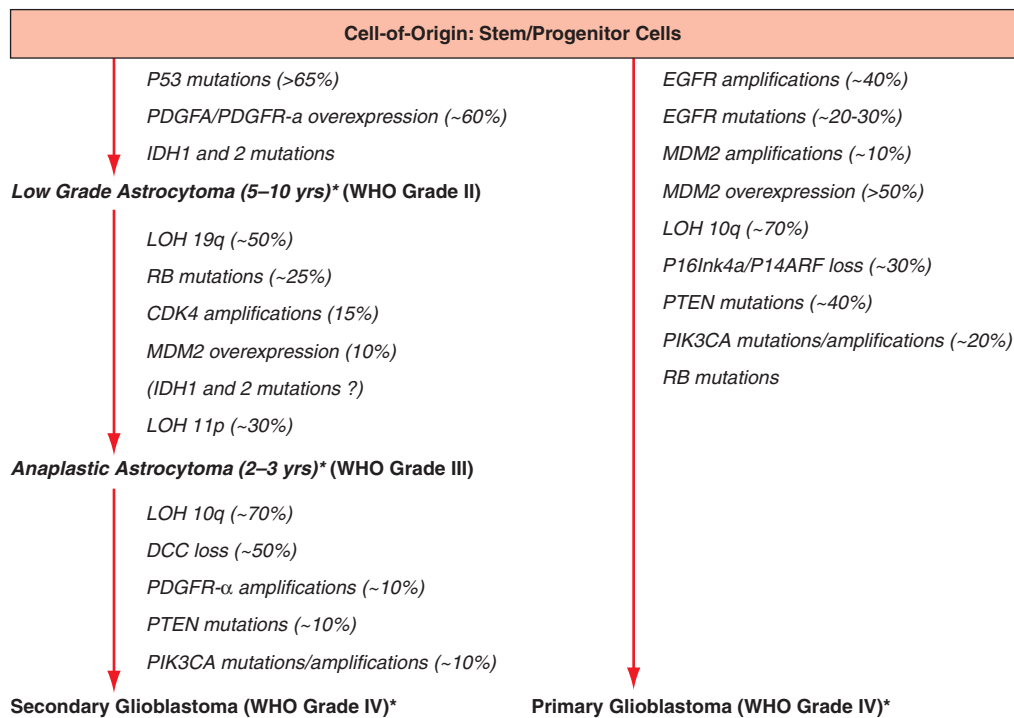 Cell-of-Origin: Stem/Progenitor Cells
P53 mutations (>65%)
PDGFA/PDGFR-a overexpression (~60%)
IDH1 and 2 mutations
Low Grade Astrocytoma (5–10 yrs)* (WHO Grade II)
LOH 19q (~50%)
RB mutations (~25%)
CDK4 amplifications (15%)
MDM2 overexpression (10%)
(IDH1 and 2 mutations ?)
LOH 11p (~30%)
Anaplastic Astrocytoma (2–3 yrs)* (WHO Grade III)
LOH 10q (~70%)
DCC loss (~50%)
PDGFR-α amplifications (~10%)
PTEN mutations (~10%)
PIK3CA mutations/amplifications (~10%)
Secondary Glioblastoma (WHO Grade IV)*
EGFR amplifications (~40%)
EGFR mutations (~20-30%)
MDM2 amplifications (~10%)
MDM2 overexpression (>50%)
LOH 10q (~70%)
P16Ink4a/P14ARF loss (~30%)
PTEN mutations (~40%)
PIK3CA mutations/amplifications (~20%)
RB mutations
Primary Glioblastoma (WHO Grade IV)*